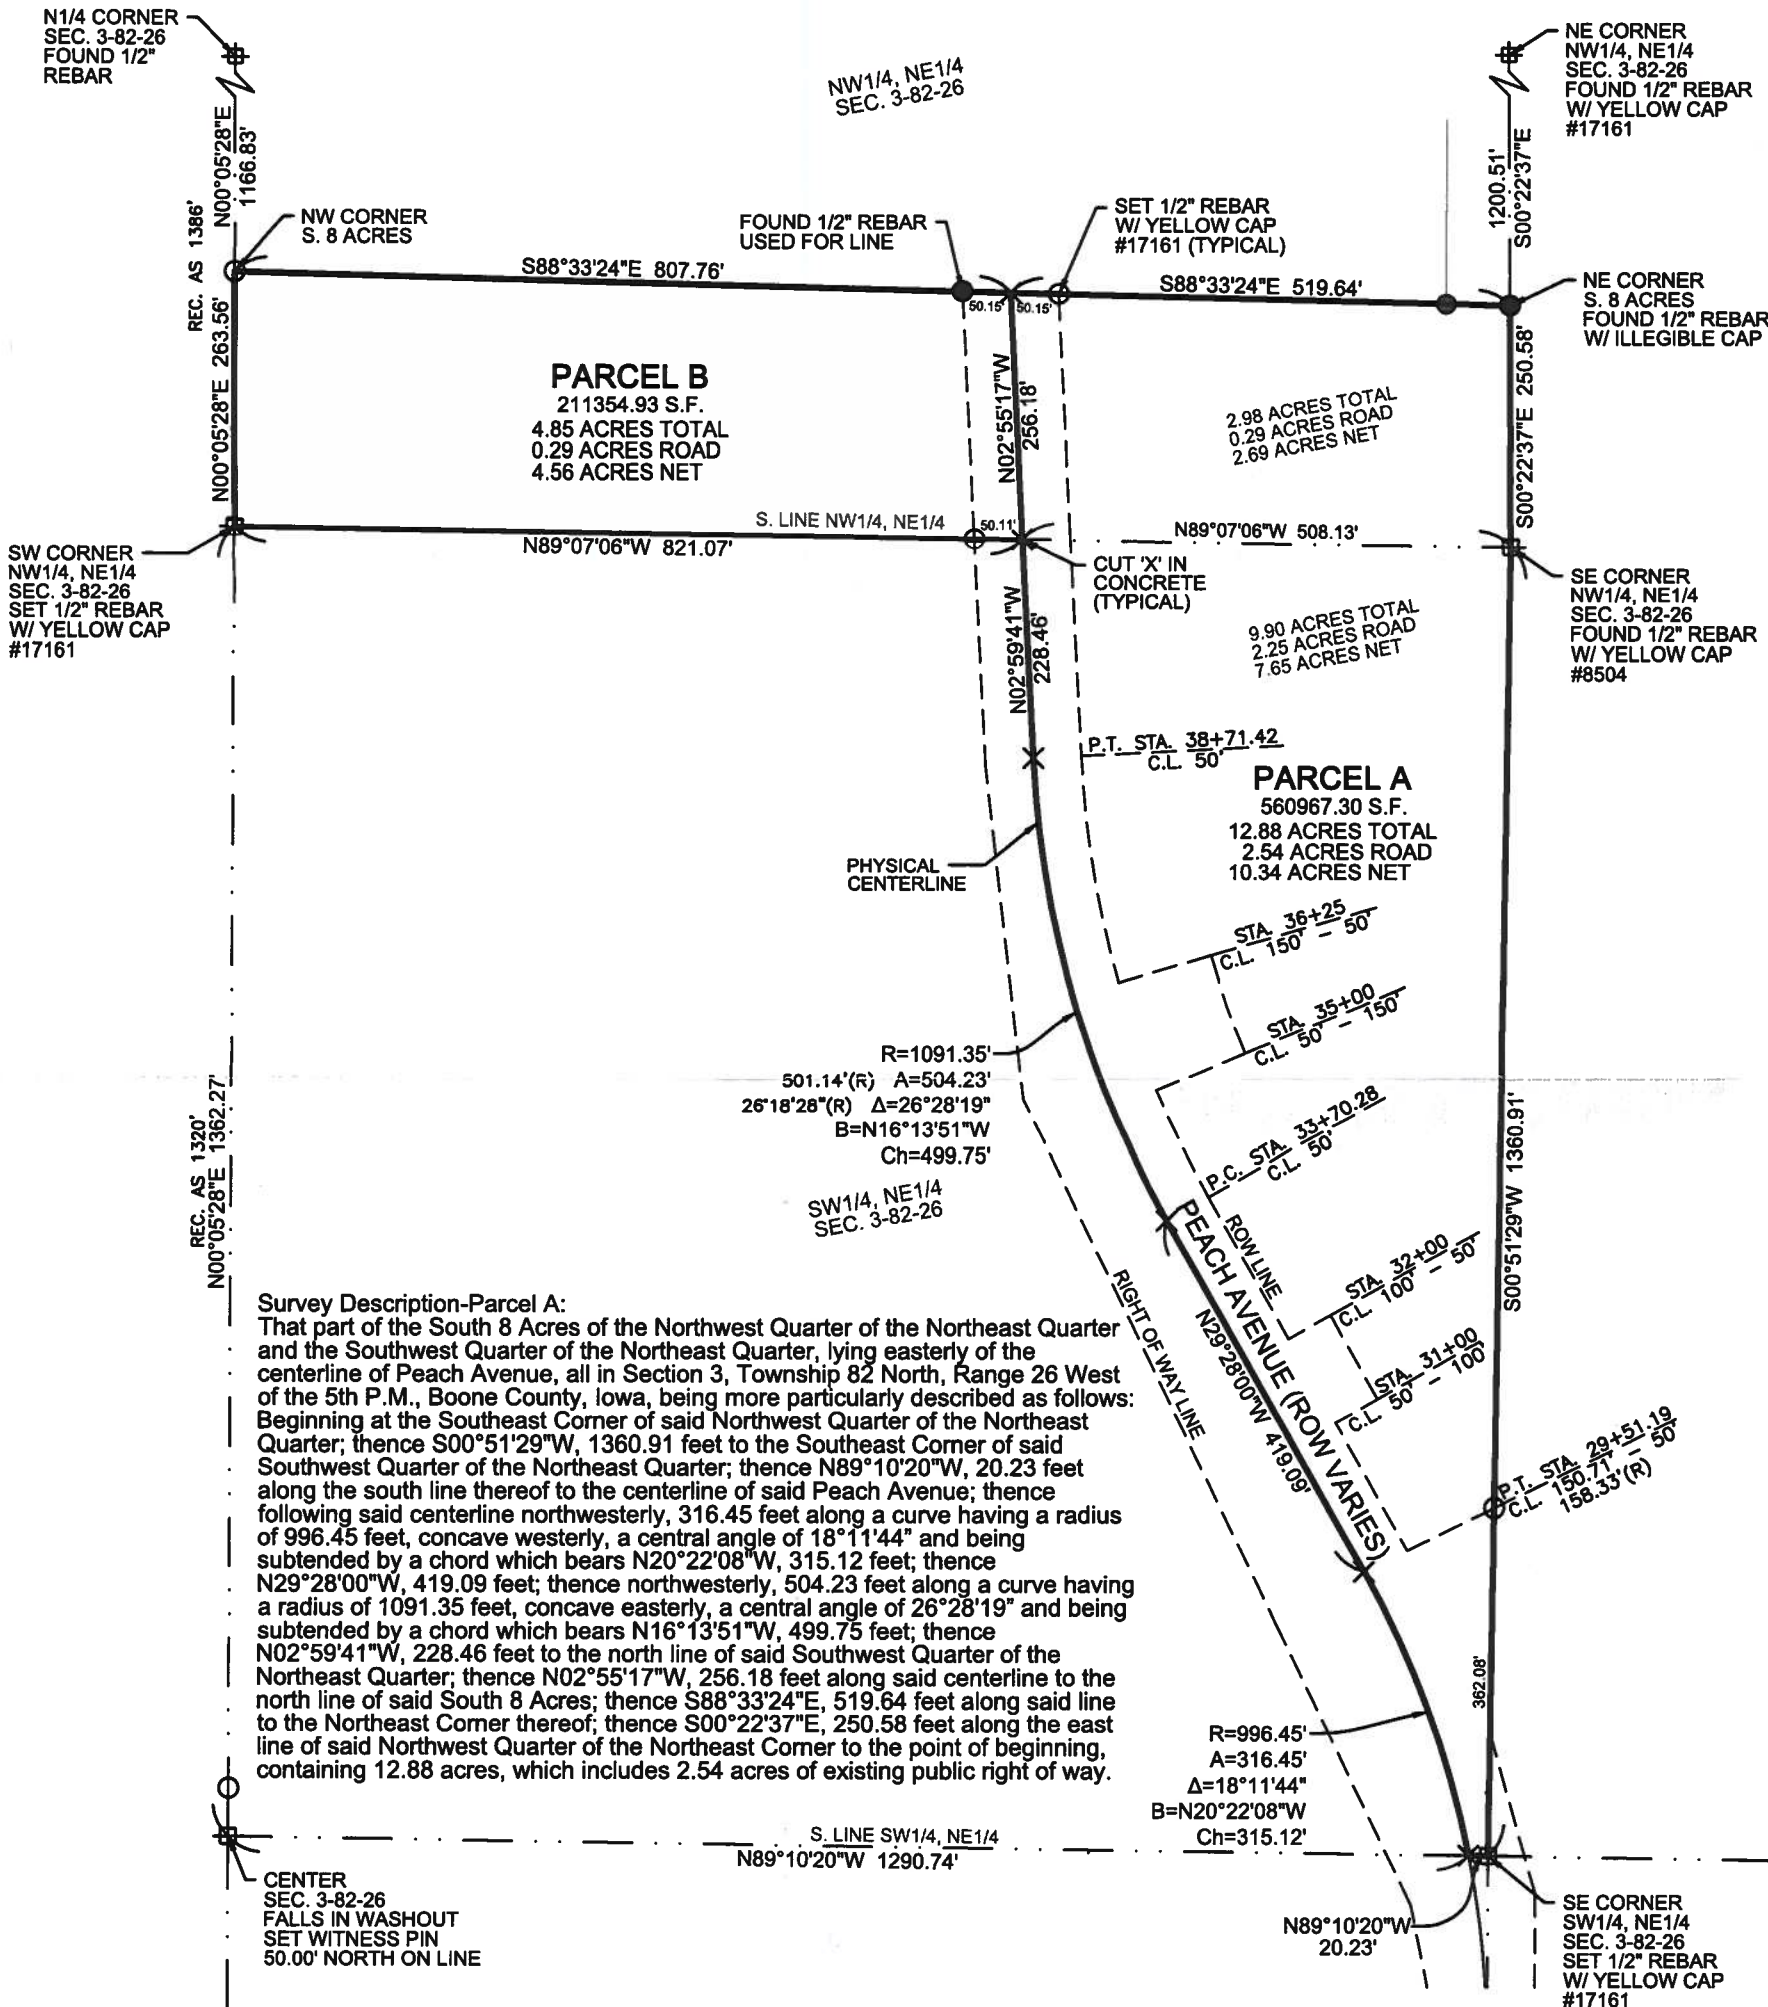 N1/4 CORNER
SEC. 3-82-26
FOUND 1/2"
REBAR
N00°05'28"E
1166.83'
NW1/4, NE1/4
SEC. 3-82-26
NE CORNER
NW1/4, NE1/4
SEC. 3-82-26
FOUND 1/2" REBAR
W/ YELLOW CAP
#17161
1200.51'
S00°22'37"E
REC. AS 1386'
NW CORNER
S. 8 ACRES
FOUND 1/2" REBAR
USED FOR LINE
SET 1/2" REBAR
W/ YELLOW CAP
#17161 (TYPICAL)
S88°33'24"E 807.76'
50.15'
50.15'
S88°33'24"E 519.64'
NE CORNER
S. 8 ACRES
FOUND 1/2" REBAR
W/ ILLEGIBLE CAP
N00°05'28"E 263.56'
PARCEL B
211354.93 S.F.
4.85 ACRES TOTAL
0.29 ACRES ROAD
4.56 ACRES NET
N02°55'17"W
256.18'
2.98 ACRES TOTAL
0.29 ACRES ROAD
2.69 ACRES NET
S00°22'37"E 250.58'
S. LINE NW1/4, NE1/4
50.11'
N89°07'06"W 821.07'
N89°07'06"W 508.13'
SW CORNER
NW1/4, NE1/4
SEC. 3-82-26
SET 1/2" REBAR
W/ YELLOW CAP
#17161
CUT 'X' IN
CONCRETE
(TYPICAL)
SE CORNER
NW1/4, NE1/4
SEC. 3-82-26
FOUND 1/2" REBAR
W/ YELLOW CAP
#8504
N02°59'41"W
228.46'
9.90 ACRES TOTAL
2.25 ACRES ROAD
7.65 ACRES NET
P.T. STA. 38+71.42
C.L. 50'
PARCEL A
560967.30 S.F.
12.88 ACRES TOTAL
2.54 ACRES ROAD
10.34 ACRES NET
PHYSICAL
CENTERLINE
STA. 36+25
C.L. 150' - 50'
STA. 35+00
C.L. 50' - 150'
R=1091.35'
501.14'(R) A=504.23'
26°18'28"(R) Δ=26°28'19"
B=N16°13'51"W
Ch=499.75'
P.C. STA. 33+70.28
C.L. 50'
REC. AS 1320'
N00°05'28"E 1362.27'
S00°51'29"W 1360.91'
SW1/4, NE1/4
SEC. 3-82-26
PEACH AVENUE (ROW VARIES)
ROW LINE
RIGHT OF WAY LINE
N29°28'00"W 419.09'
STA. 32+00
C.L. 100' - 50'
STA. 31+00
C.L. 50' - 100'
P.T. STA. 29+51.19
C.L. 150.71' - 50'
158.33'(R)
Survey Description-Parcel A:
That part of the South 8 Acres of the Northwest Quarter of the Northeast Quarter
and the Southwest Quarter of the Northeast Quarter, lying easterly of the
centerline of Peach Avenue, all in Section 3, Township 82 North, Range 26 West
of the 5th P.M., Boone County, Iowa, being more particularly described as follows:
Beginning at the Southeast Corner of said Northwest Quarter of the Northeast
Quarter; thence S00°51'29"W, 1360.91 feet to the Southeast Corner of said
Southwest Quarter of the Northeast Quarter; thence N89°10'20"W, 20.23 feet
along the south line thereof to the centerline of said Peach Avenue; thence
following said centerline northwesterly, 316.45 feet along a curve having a radius
of 996.45 feet, concave westerly, a central angle of 18°11'44" and being
subtended by a chord which bears N20°22'08"W, 315.12 feet; thence
N29°28'00"W, 419.09 feet; thence northwesterly, 504.23 feet along a curve having
a radius of 1091.35 feet, concave easterly, a central angle of 26°28'19" and being
subtended by a chord which bears N16°13'51"W, 499.75 feet; thence
N02°59'41"W, 228.46 feet to the north line of said Southwest Quarter of the
Northeast Quarter; thence N02°55'17"W, 256.18 feet along said centerline to the
north line of said South 8 Acres; thence S88°33'24"E, 519.64 feet along said line
to the Northeast Corner thereof; thence S00°22'37"E, 250.58 feet along the east
line of said Northwest Quarter of the Northeast Corner to the point of beginning,
containing 12.88 acres, which includes 2.54 acres of existing public right of way.
362.08'
R=996.45'
A=316.45'
Δ=18°11'44"
B=N20°22'08"W
Ch=315.12'
S. LINE SW1/4, NE1/4
N89°10'20"W 1290.74'
CENTER
SEC. 3-82-26
FALLS IN WASHOUT
SET WITNESS PIN
50.00' NORTH ON LINE
N89°10'20"W
20.23'
SE CORNER
SW1/4, NE1/4
SEC. 3-82-26
SET 1/2" REBAR
W/ YELLOW CAP
#17161